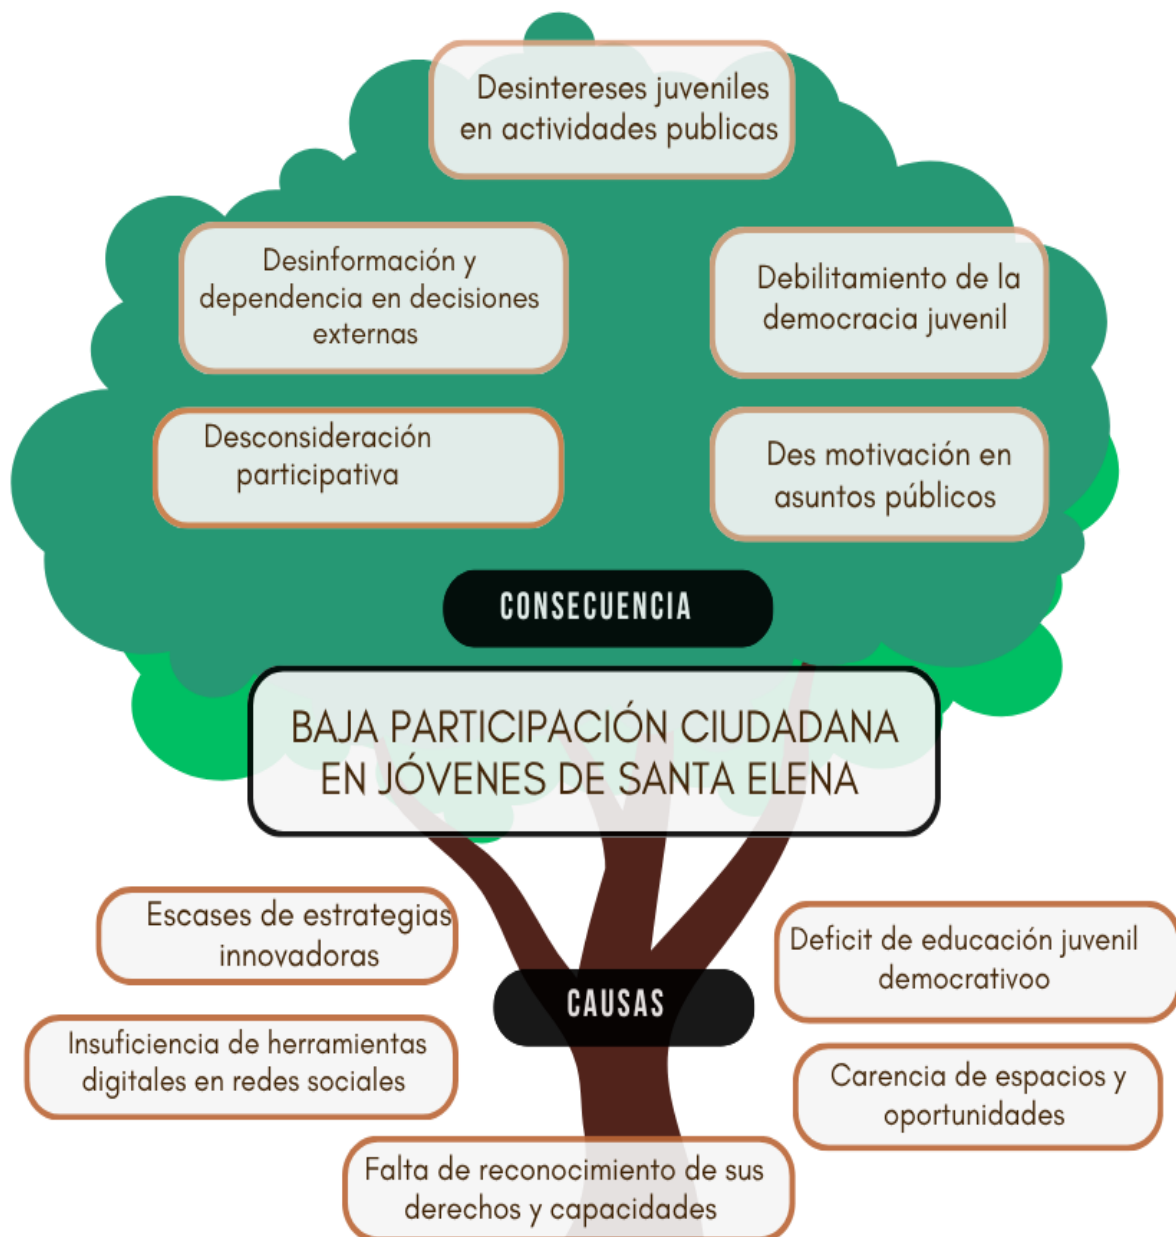 Desintereses juveniles
en actividades publicas
Desinformación y
dependencia en decisiones
externas
Debilitamiento de la
democracia juvenil
Desconsideración
participativa
Des motivación en
asuntos públicos
CONSECUENCIA
BAJA PARTICIPACIÓN CIUDADANA
EN JÓVENES DE SANTA ELENA
Escases de estrategias
innovadoras
Deficit de educación juvenil
democrativoo
CAUSAS
Insuficiencia de herramientas
digitales en redes sociales
Carencia de espacios y
oportunidades
Falta de reconocimiento de sus
derechos y capacidades